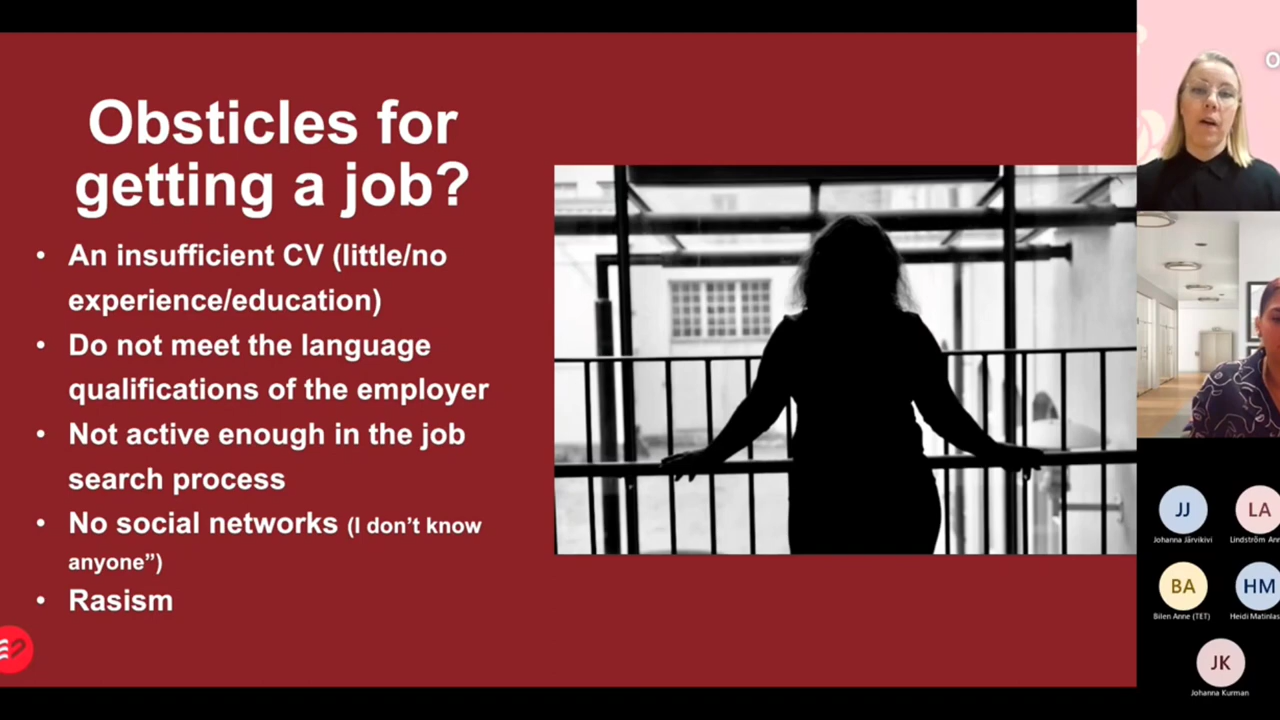 Obsticles for
getting a job?
• An insufficient CV (little/no
experience/education)
• Do not meet the language
qualifications of the employer
• Not active enough in the job
search process
• No social networks (I don’t know
anyone”)
• Rasism
O
JJ
LA
Johanna Järvikivi
Lindström Ann
BA
HM
Bilen Anne (TET)
Heidi Matinlas
JK
Johanna Kurman